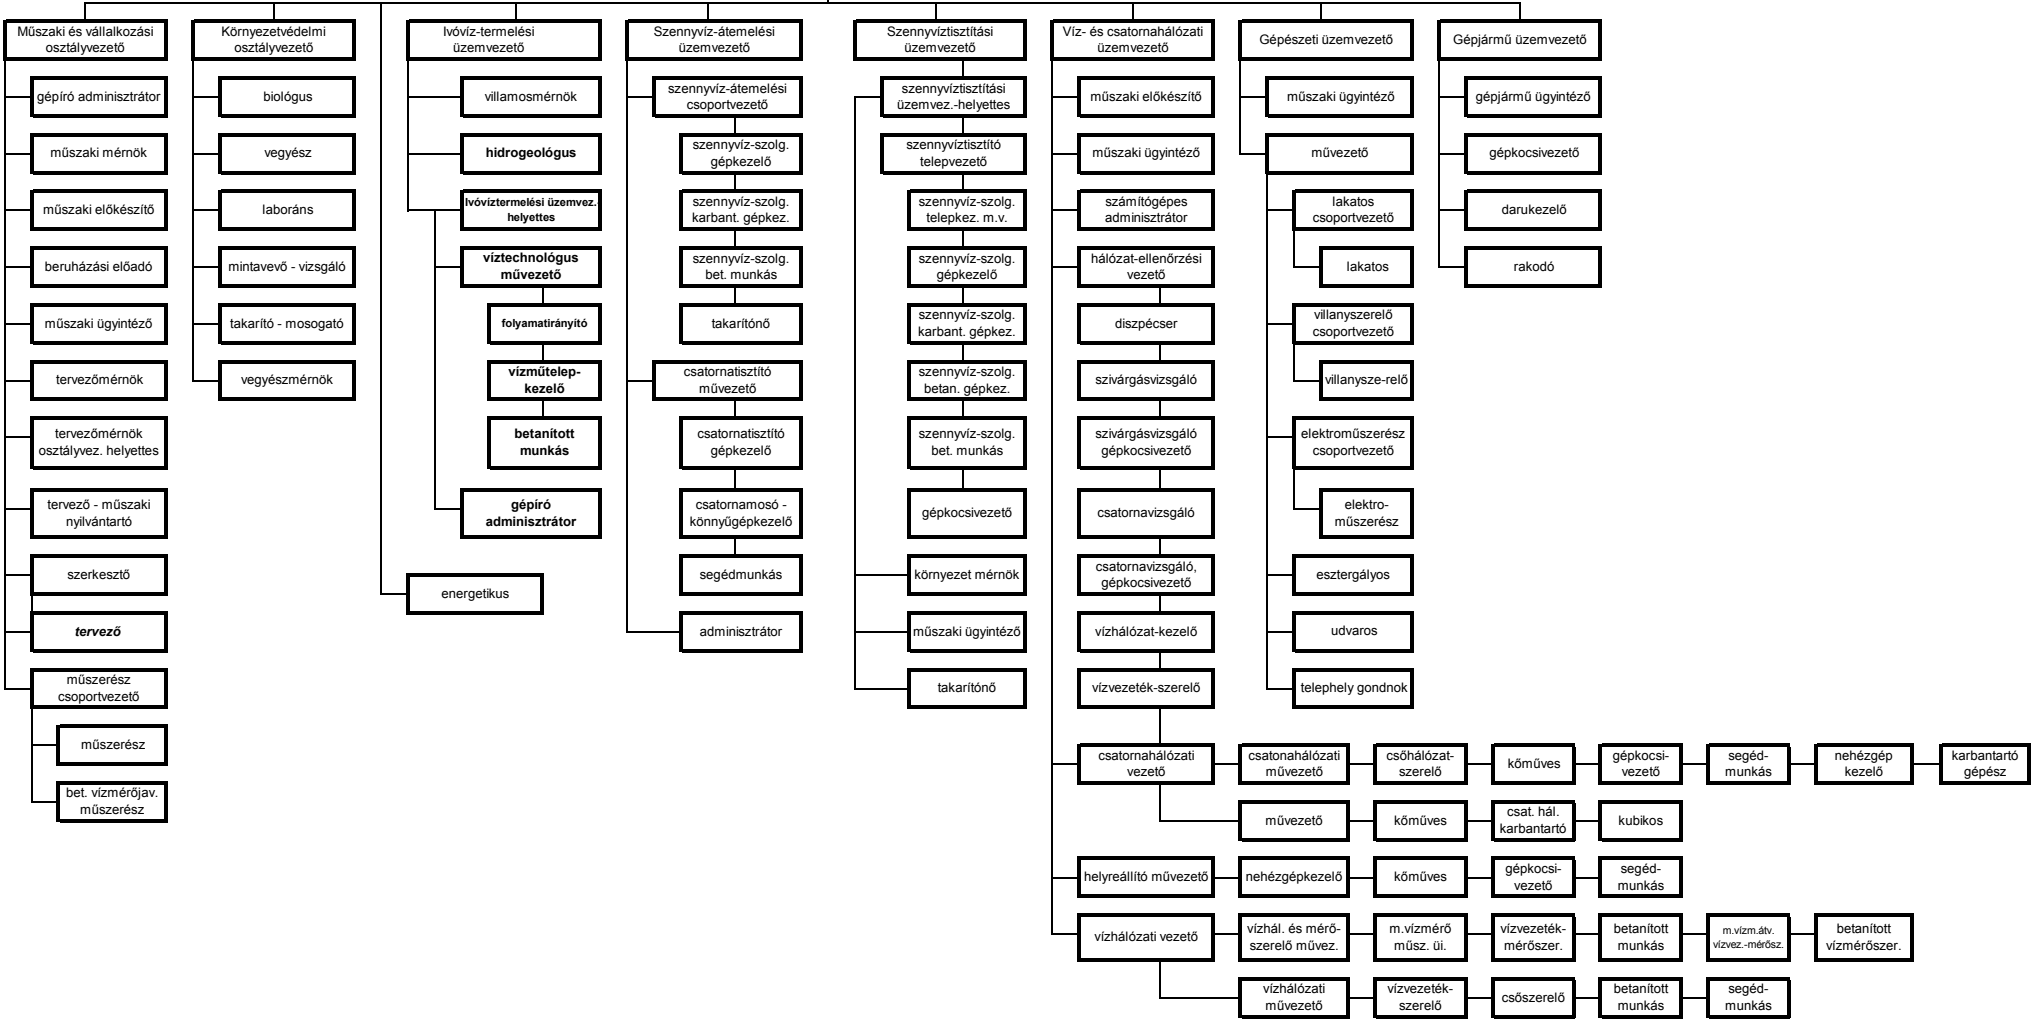 Műszaki és vállalkozási
osztályvezető
gépíró adminisztrátor
műszaki mérnök
műszaki előkészítő
beruházási előadó
műszaki ügyintéző
tervezőmérnök
tervezőmérnök
osztályvez. helyettes
tervező - műszaki
nyilvántartó
szerkesztő
tervező
műszerész
csoportvezető
műszerész
bet. vízmérőjav.
műszerész
Környezetvédelmi
osztályvezető
biológus
vegyész
laboráns
mintavevő - vizsgáló
takarító - mosogató
vegyészmérnök
energetikus
Ivóvíz-termelési
üzemvezető
villamosmérnök
hidrogeológus
Ivóvíztermelési üzemvez.
helyettes
víztechnológus
művezető
folyamatirányító
vízműtelep-
kezelő
betanított
munkás
gépíró
adminisztrátor
Szennyvíz-átemelési
üzemvezető
szennyvíz-átemelési
csoportvezető
szennyvíz-szolg.
gépkezelő
szennyvíz-szolg.
karbant. gépkez.
szennyvíz-szolg.
bet. munkás
takarítónő
csatornatisztító
művezető
csatornatisztító
gépkezelő
csatornamosó -
könnyűgépkezelő
segédmunkás
adminisztrátor
Szennyvíztisztítási
üzemvezető
szennyvíztisztítási
üzemvez.-helyettes
szennyvíztisztító
telepvezető
szennyvíz-szolg.
telepkez. m.v.
szennyvíz-szolg.
gépkezelő
szennyvíz-szolg.
karbant. gépkez.
szennyvíz-szolg.
betan. gépkez.
szennyvíz-szolg.
bet. munkás
gépkocsivezető
környezet mérnök
műszaki ügyintéző
takarítónő
Víz- és csatornahálózati
üzemvezető
műszaki előkészítő
műszaki ügyintéző
számítógépes
adminisztrátor
hálózat-ellenőrzési
vezető
diszpécser
szivárgásvizsgáló
szivárgásvizsgáló
gépkocsivezető
csatornavizsgáló
csatornavizsgáló,
gépkocsivezető
vízhálózat-kezelő
vízvezeték-szerelő
csatornahálózati
vezető
csatonahálózati
művezető
csőhálózat-
szerelő
kőműves
gépkocsi-
vezető
segéd-
munkás
nehézgép
kezelő
karbantartó
gépész
művezető
kőműves
csat. hál.
karbantartó
kubikos
helyreállító művezető
nehézgépkezelő
kőműves
gépkocsi-
vezető
segéd-
munkás
vízhálózati vezető
vízhál. és mérő-
szerelő művez.
m.vízmérő
műsz. üi.
vízvezeték-
mérőszer.
betanított
munkás
m.vízm.átv.
vízvez.-mérősz.
betanított
vízmérőszer.
vízhálózati
művezető
vízvezeték-
szerelő
csőszerelő
betanított
munkás
segéd-
munkás
Gépészeti üzemvezető
műszaki ügyintéző
művezető
lakatos
csoportvezető
lakatos
villanyszerelő
csoportvezető
villanysze-relő
elektroműszerész
csoportvezető
elektro-
műszerész
esztergályos
udvaros
telephely gondnok
Gépjármű üzemvezető
gépjármű ügyintéző
gépkocsivezető
darukezelő
rakodó